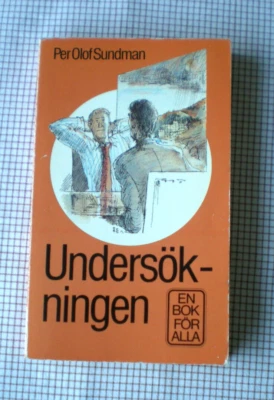 Per Olof Sundman
Undersök-
ningen
EN
BOK
FÖR
ALLA